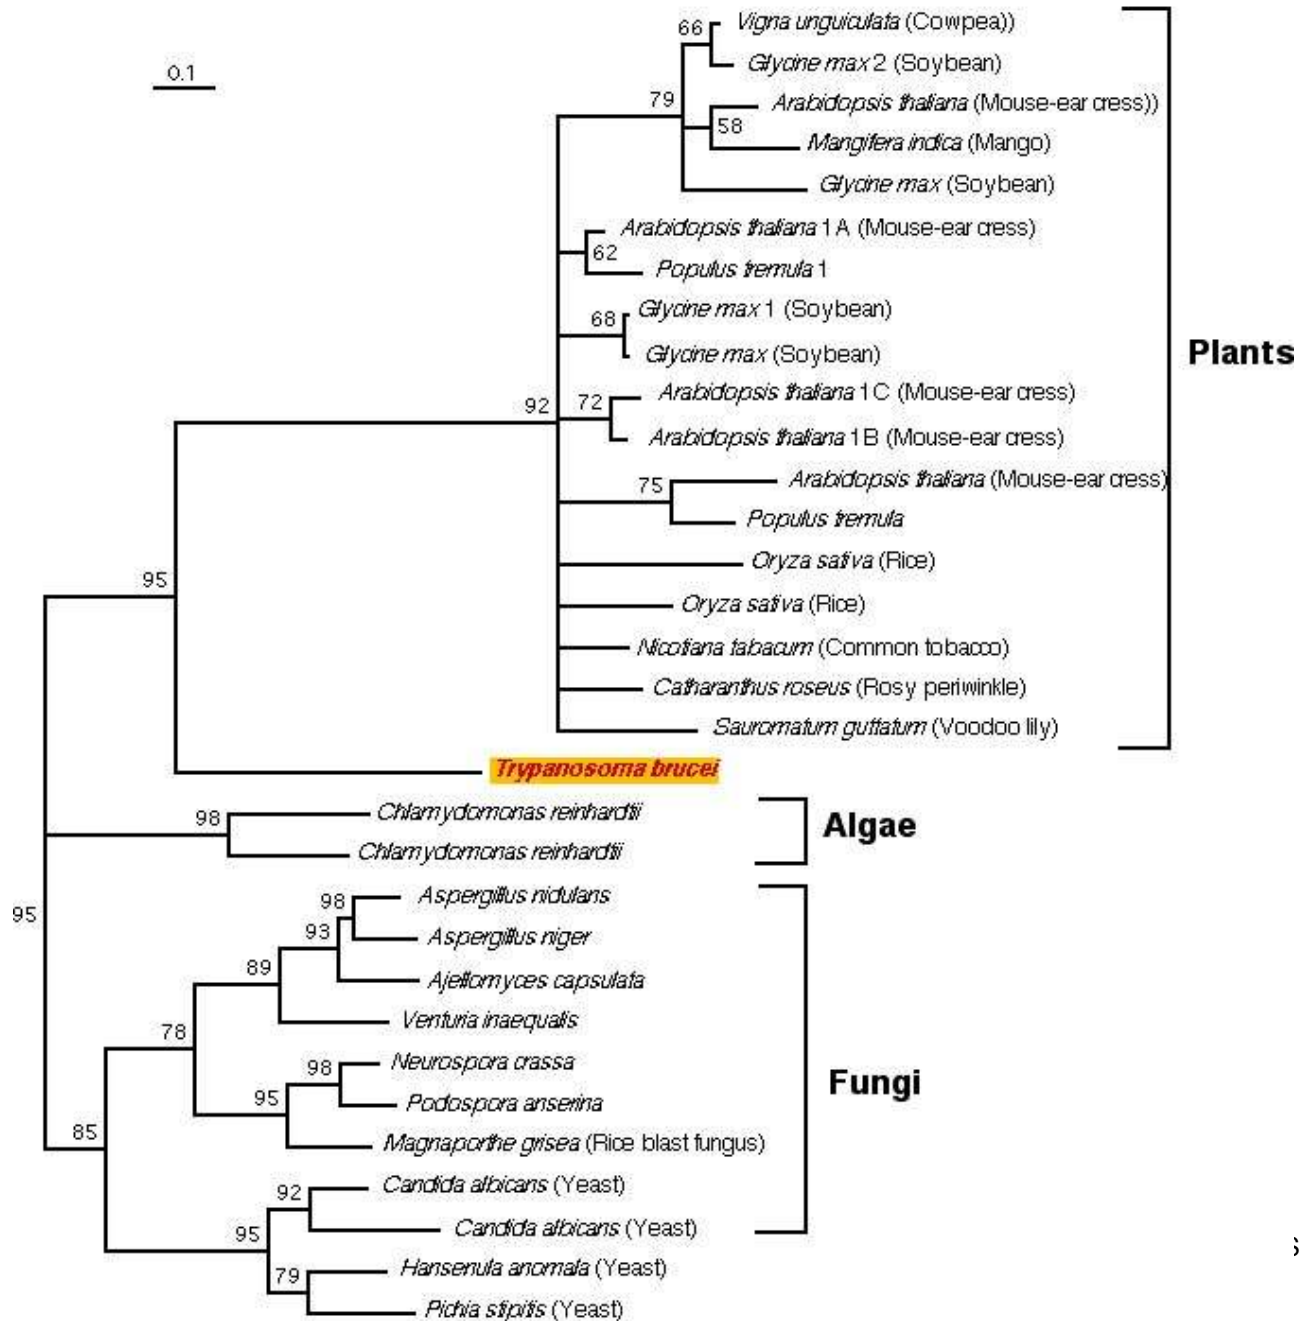 Vigna unguiculata (Cowpea))
66
Glycine max 2 (Soybean)
0.1
79
Arabidopsis thaliana (Mouse-ear cress))
58
Mangifera indica (Mango)
Glycine max (Soybean)
Arabidopsis thaliana 1A (Mouse-ear cress)
62
Populus tremula 1
Glycine max 1 (Soybean)
68
Glycine max (Soybean)
Plants
Arabidopsis thaliana 1C (Mouse-ear cress)
92
72
Arabidopsis thaliana 1B (Mouse-ear cress)
Arabidopsis thaliana (Mouse-ear cress)
75
Populus tremula
Oryza sativa (Rice)
95
Oryza sativa (Rice)
Nicotiana tabacum (Common tobacco)
Catharanthus roseus (Rosy periwinkle)
Sauromatum guttatum (Voodoo lily)
Trypanosoma brucei
Chlamydomonas reinhardtii
98
Algae
Chlamydomonas reinhardtii
Aspergillus nidulans
98
95
93
Aspergillus niger
89
Ajellomyces capsulata
Venturia inaequalis
78
Neurospora crassa
98
Fungi
95
Podospora anserina
85
Magnaporthe grisea (Rice blast fungus)
Candida albicans (Yeast)
92
95
Candida albicans (Yeast)
s
Hansenula anomala (Yeast)
79
Pichia stipitis (Yeast)